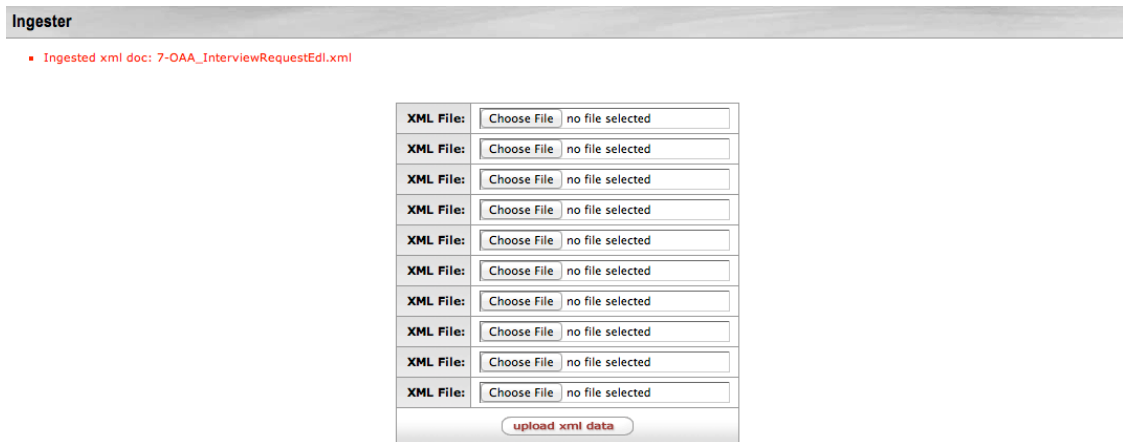 Ingester
Ingested xml doc: 7-OAA_InterviewRequestEdl.xml
XML File: Choose File no file selected
XML File: Choose File no file selected
XML File: Choose File no file selected
XML File: Choose File no file selected
XML File: Choose File no file selected
XML File: Choose File no file selected
XML File: Choose File no file selected
XML File: Choose File no file selected
XML File: Choose File no file selected
XML File: Choose File no file selected
upload xml data